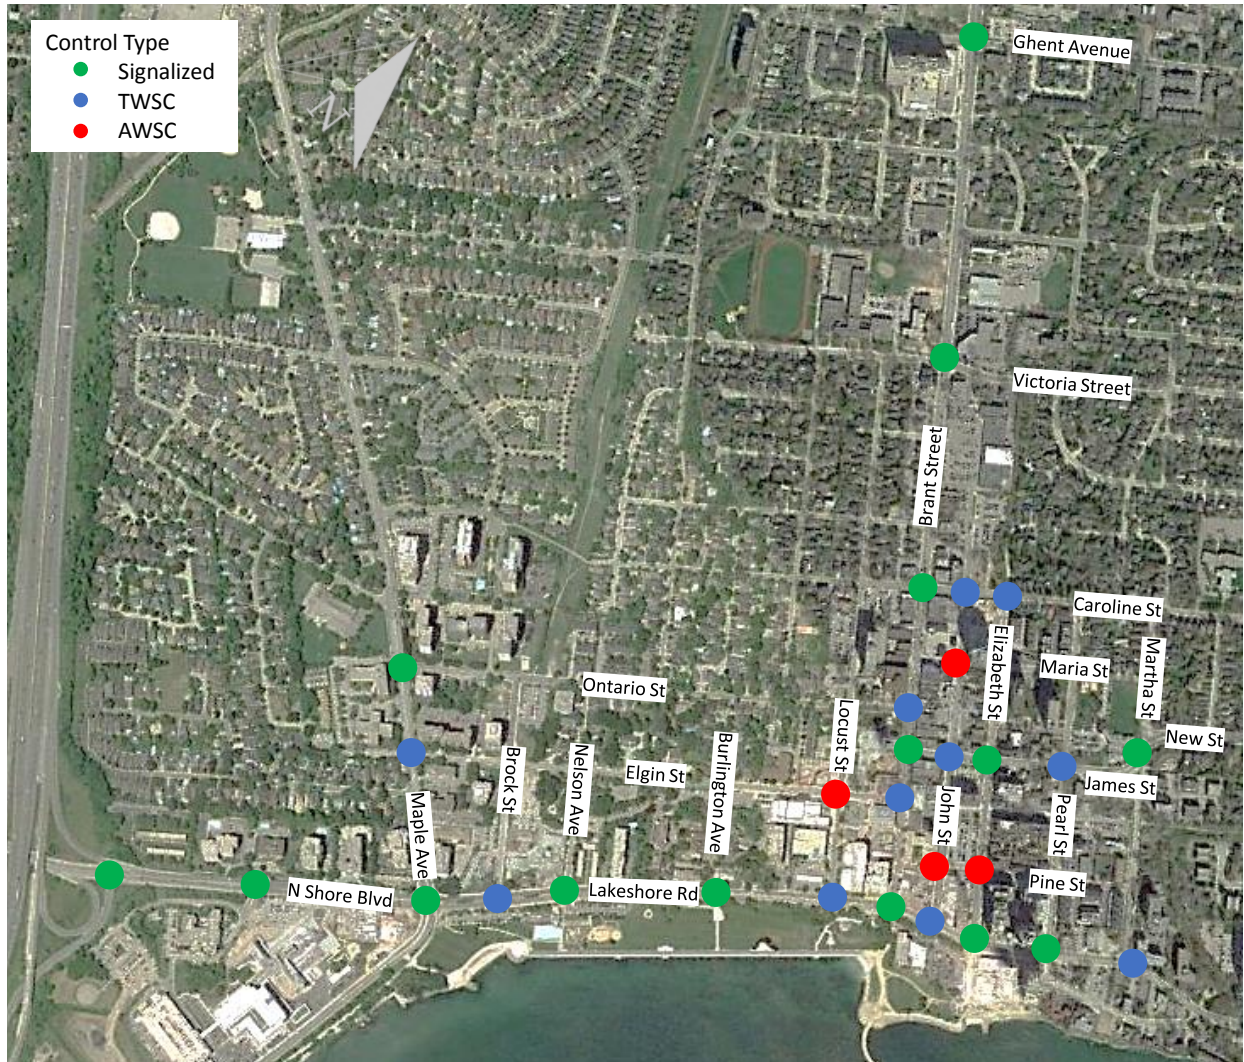 Control Type
Signalized
TWSC
AWSC
N
Ghent Avenue
Victoria Street
Brant Street
Caroline St
Elizabeth St
Maria St
Martha St
Ontario St
Locust St
New St
Burlington Ave
Nelson Ave
Brock St
Elgin St
James St
John St
Pearl St
Maple Ave
Pine St
N Shore Blvd
Lakeshore Rd